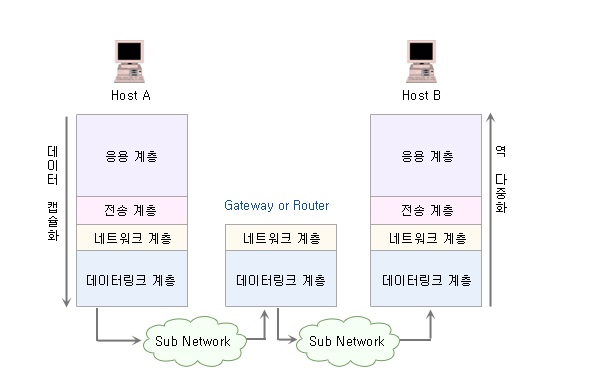 Host A
Host B
데이터 캡슐화
응용 계층
전송 계층
네트워크 계층
데이터링크 계층
Gateway or Router
네트워크 계층
데이터링크 계층
응용 계층
전송 계층
네트워크 계층
데이터링크 계층
역 다중화
Sub Network
Sub Network